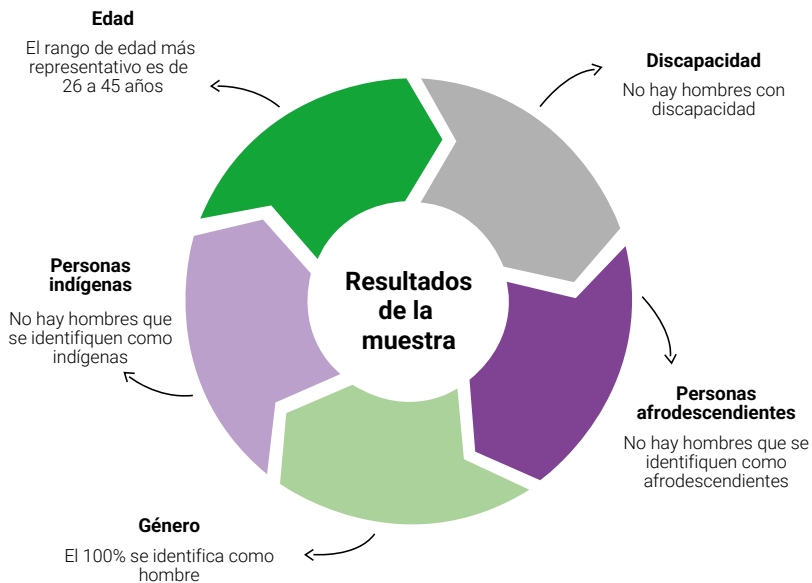 Edad
El rango de edad más
representativo es de
26 a 45 años
Discapacidad
No hay hombres con
discapacidad
Resultados
de la
muestra
Personas
indígenas
No hay hombres que
se identifiquen como
indígenas
Personas
afrodescendientes
No hay hombres que se
identifiquen como
afrodescendientes
Género
El 100% se identifica como
hombre